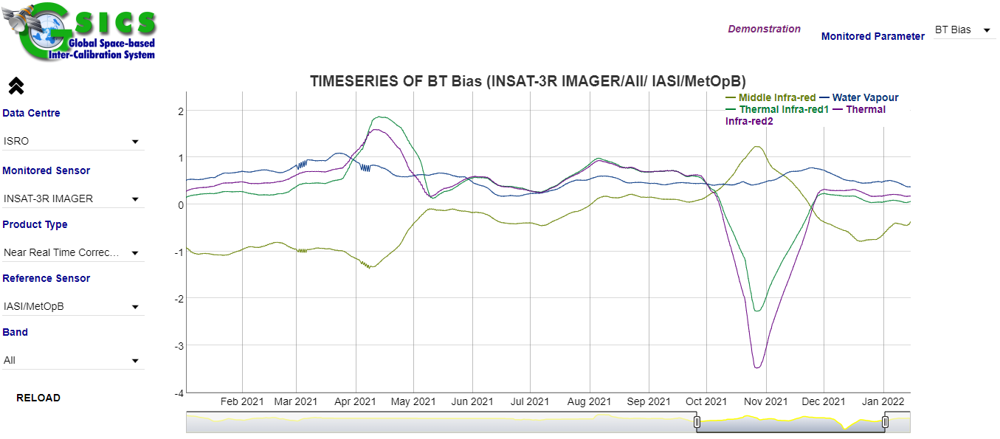 GSICS
Global Space-based
Inter-Calibration System
Demonstration
Monitored Parameter
BT Bias
Data Centre
ISRO
Monitored Sensor
INSAT-3R IMAGER
Product Type
Near Real Time Correc...
Reference Sensor
IASI/MetOpB
Band
All
RELOAD
TIMESERIES OF BT Bias (INSAT-3R IMAGER/All/ IASI/MetOpB)
Middle Infra-red Water Vapour
Thermal Infra-red1 Thermal
Infra-red2
2
1
0
-1
-2
-3
-4
Feb 2021 Mar 2021 Apr 2021 May 2021 Jun 2021 Jul 2021 Aug 2021 Sep 2021 Oct 2021 Nov 2021 Dec 2021 Jan 2022